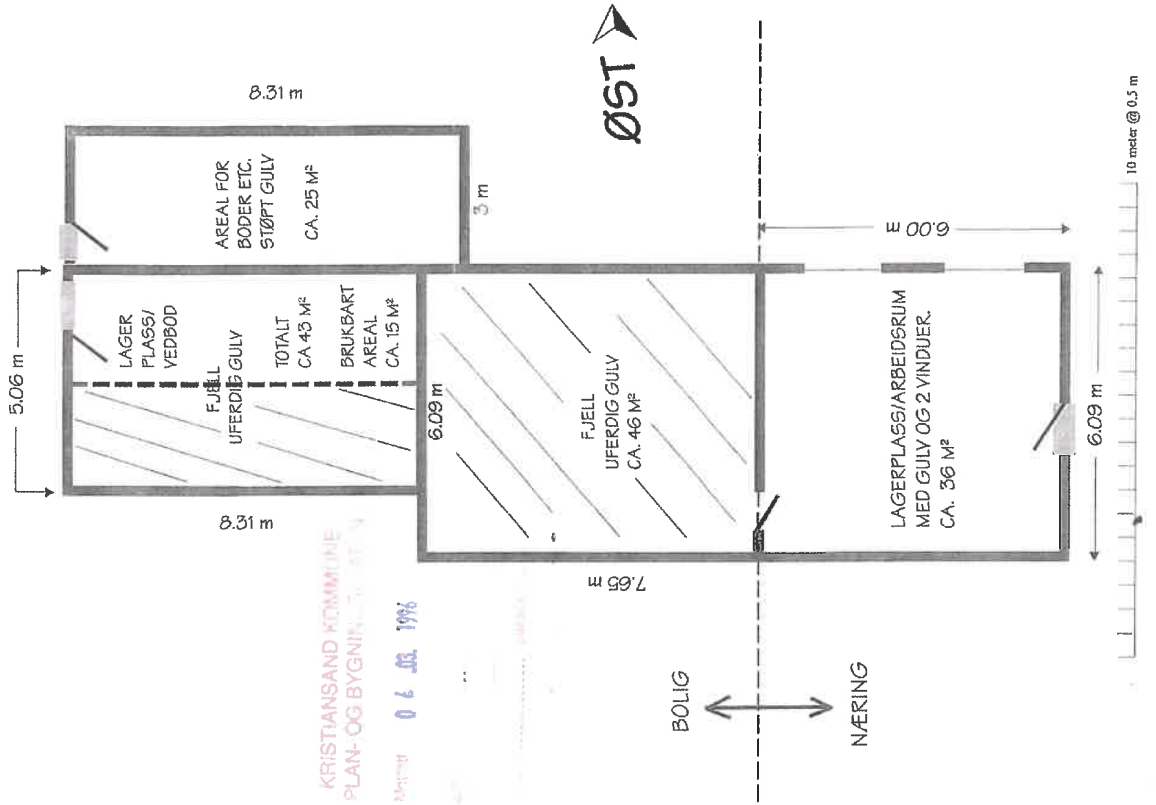 8.31 m
AREAL FOR
BODER ETC.
STØPT GULV
CA. 25 M²
3 m
ØST
5.06 m
LAGER
PLASS/
VEDBOD
FJELL
UFERDIG GULV
TOTALT
CA 43 M²
BRUKBART
AREAL
CA. 15 M²
8.31 m
6.09 m
FJELL
UFERDIG GULV
CA. 46 M²
7.65 m
6.00 m
LAGERPLASS/ARBEIDSRUM
MED GULV OG 2 VINDUER.
CA. 36 M²
6.09 m
BOLIG
NÆRING
10 meter @ 0.5 m
KRISTIANSAND KOMMUNE
PLAN- OG
06 .03. 1996